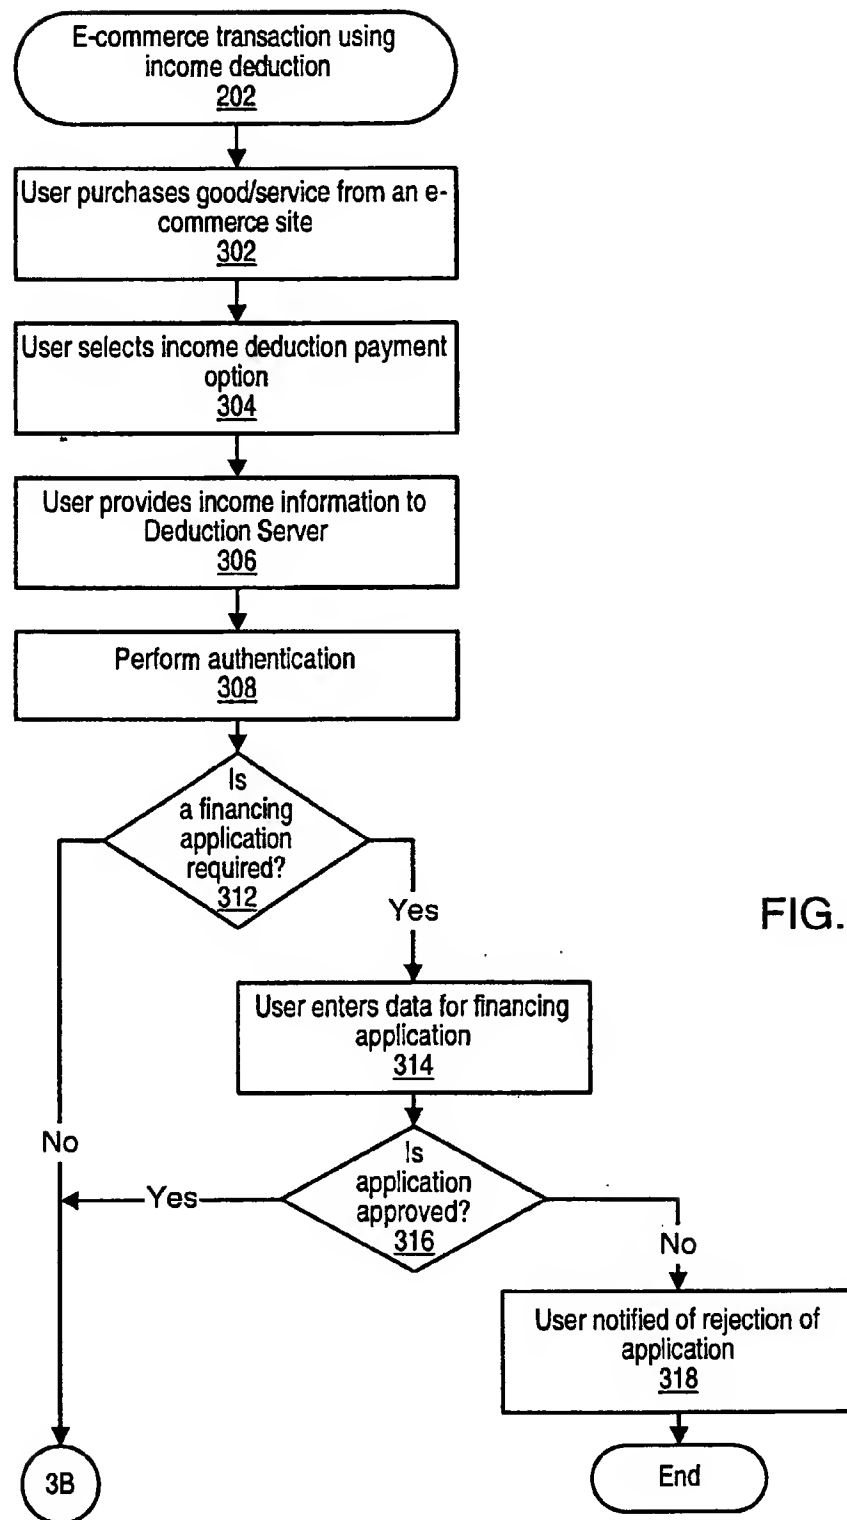 E-commerce transaction using
income deduction
202
User purchases good/service from an e-
commerce site
302
User selects income deduction payment
option
304
User provides income information to
Deduction Server
306
Perform authentication
308
Is
a financing
application
required?
312
Yes
FIG.
User enters data for financing
application
314
No
Is
application
approved?
316
Yes
No
User notified of rejection of
application
318
3B
End